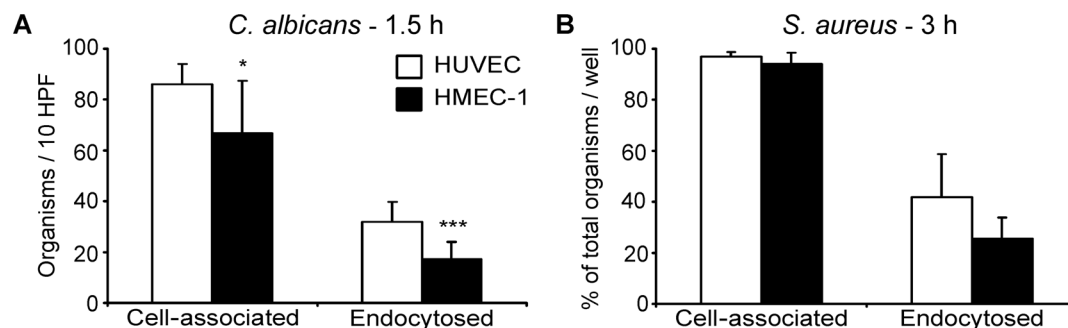 A
C. albicans - 1.5 h
Organisms / 10 HPF
100
80
60
40
20
0
*
***
HUVEC
HMEC-1
Cell-associated Endocytosed
B
S. aureus - 3 h
% of total organisms / well
100
80
60
40
20
0
Cell-associated Endocytosed